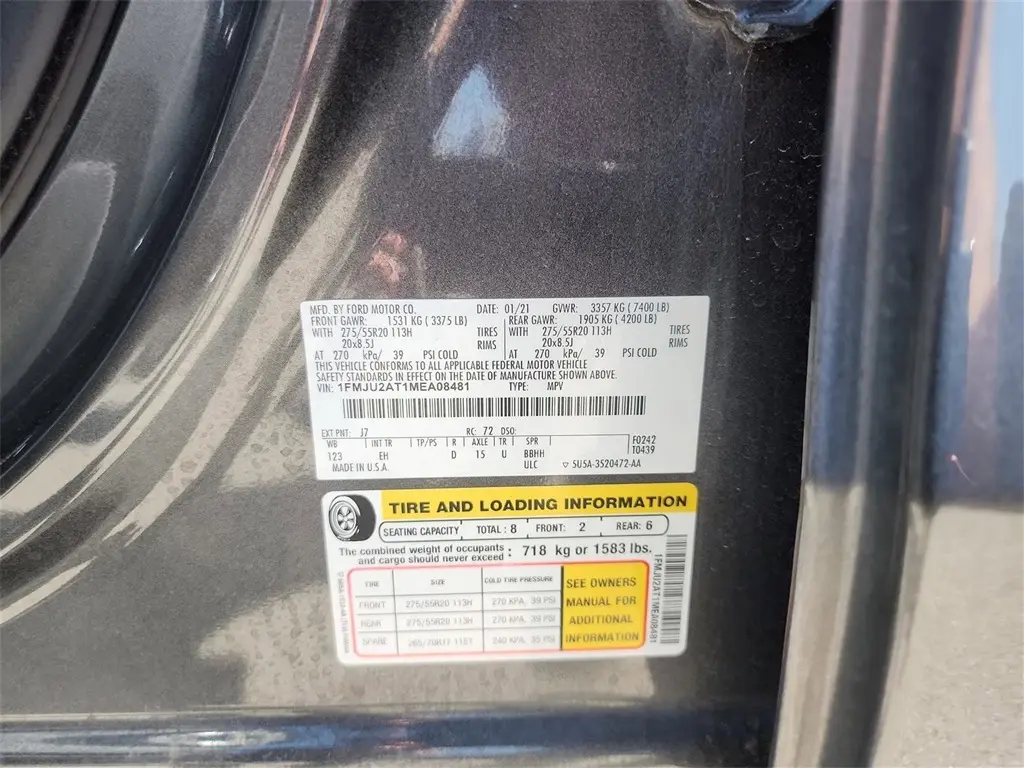 MFD. BY FORD MOTOR CO. DATE: 01/21 GVWR: 3357 KG ( 7400 LB)
FRONT GAWR: 1531 KG ( 3375 LB) REAR GAWR: 1905 KG ( 4200 LB)
WITH 275/55R20 113H TIRES WITH 275/55R20 113H TIRES
20x8.5J RIMS 20x8.5J RIMS
AT 270 kPa/ 39 PSI COLD AT 270 kPa/ 39 PSI COLD
THIS VEHICLE CONFORMS TO ALL APPLICABLE FEDERAL MOTOR VEHICLE
SAFETY STANDARDS IN EFFECT ON THE DATE OF MANUFACTURE SHOWN ABOVE.
VIN: 1FMJU2AT1MEA08481 TYPE: MPV
EXT PNT: J7 RC: 72 DSO:
WB INT TR TP/PS R AXLE TR SPR F0242
123 EH D 15 U BBHH T0439
MADE IN U.S.A. ULC ▽ 5U5A-3520472-AA
TIRE AND LOADING INFORMATION
SEATING CAPACITY TOTAL : 8 FRONT: 2 REAR: 6
The combined weight of occupants and cargo should never exceed : 718 kg or 1583 lbs.
TIRE SIZE COLD TIRE PRESSURE
FRONT 275/55R20 113H 270 KPA, 39 PSI
REAR 275/55R20 113H 270 KPA, 39 PSI
SPARE 265/70R17 115T 240 KPA, 35 PSI
SEE OWNERS
MANUAL FOR
ADDITIONAL
INFORMATION
1FMJU2AT1MEA08481